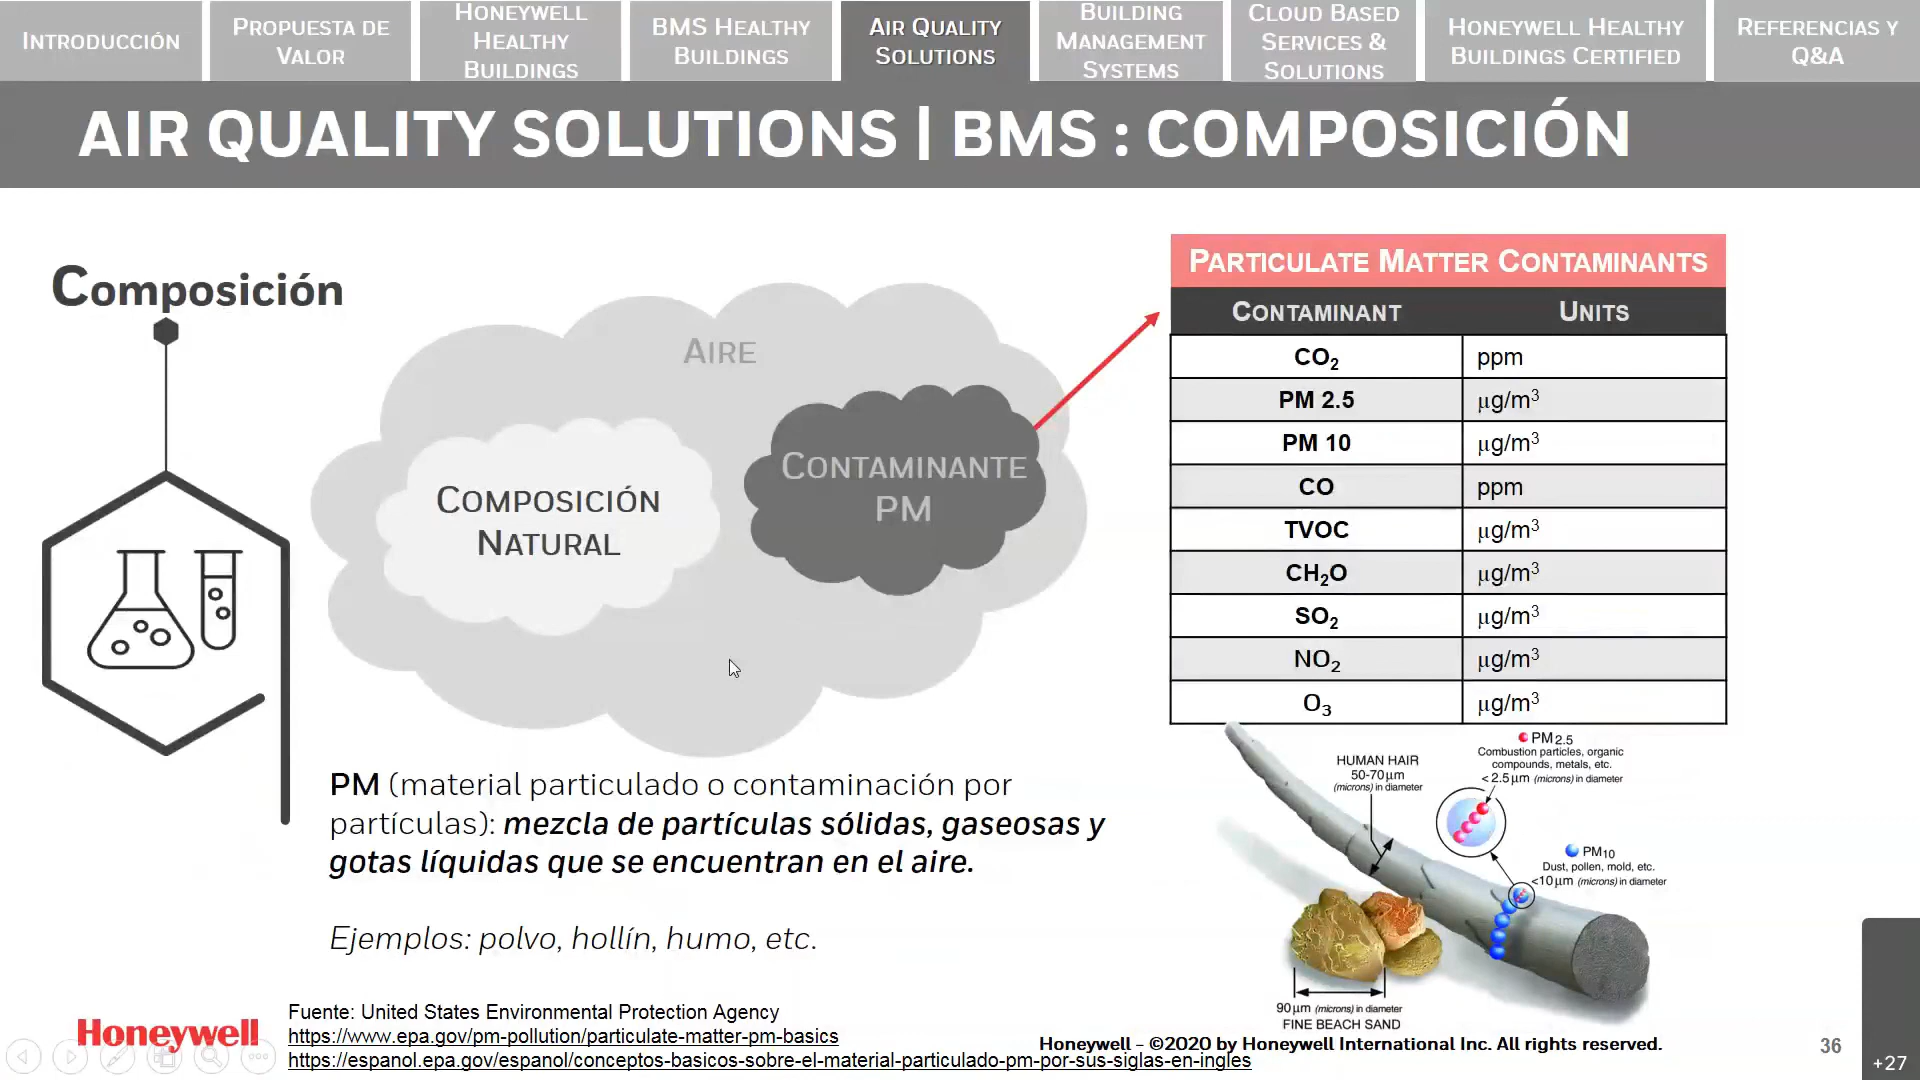 INTRODUCCIÓN
PROPUESTA DE
VALOR
HONEYWELL
HEALTHY
BUILDINGS
BMS HEALTHY
BUILDINGS
AIR QUALITY
SOLUTIONS
BUILDING
MANAGEMENT
SYSTEMS
CLOUD BASED
SERVICES &
SOLUTIONS
HONEYWELL HEALTHY
BUILDINGS CERTIFIED
REFERENCIAS Y
Q&A
AIR QUALITY SOLUTIONS | BMS : COMPOSICIÓN
Composición
AIRE
COMPOSICIÓN
NATURAL
CONTAMINANTE
PM
PARTICULATE MATTER CONTAMINANTS
CONTAMINANT UNITS
CO₂ ppm
PM 2.5 µg/m³
PM 10 µg/m³
CO ppm
TVOC µg/m³
CH₂O µg/m³
SO₂ µg/m³
NO₂ µg/m³
O₃ µg/m³
PM (material particulado o contaminación por
partículas): mezcla de partículas sólidas, gaseosas y
gotas líquidas que se encuentran en el aire.
Ejemplos: polvo, hollín, humo, etc.
HUMAN HAIR
50-70µm
(microns) in diameter
PM2.5
Combustion particles, organic
compounds, metals, etc.
< 2.5µm (microns) in diameter
PM10
Dust, pollen, mold, etc.
<10µm (microns) in diameter
90µm (microns) in diameter
FINE BEACH SAND
Honeywell
Fuente: United States Environmental Protection Agency
https://www.epa.gov/pm-pollution/particulate-matter-pm-basics
https://espanol.epa.gov/espanol/conceptos-basicos-sobre-el-material-particulado-pm-por-sus-siglas-en-ingles
Honeywell - ©2020 by Honeywell International Inc. All rights reserved.
36
+27